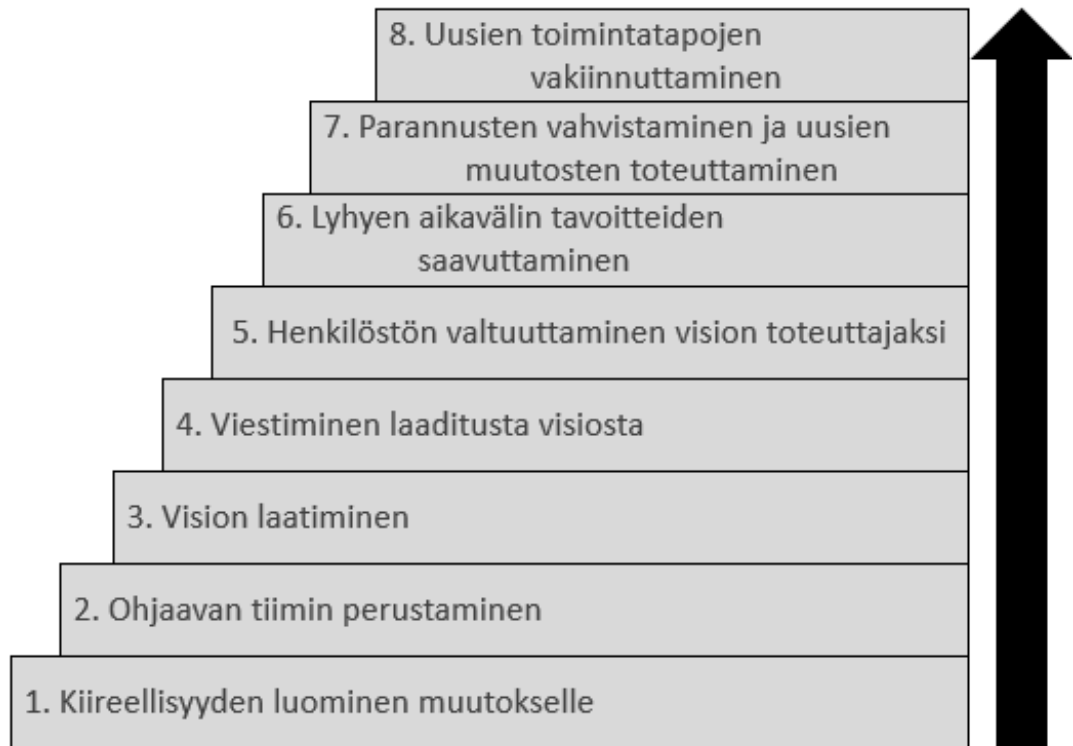 8. Uusien toimintatapojen
vakiinnuttaminen
7. Parannusten vahvistaminen ja uusien
muutosten toteuttaminen
6. Lyhyen aikavälin tavoitteiden
saavuttaminen
5. Henkilöstön valtuuttaminen vision toteuttajaksi
4. Viestiminen laaditusta visiosta
3. Vision laatiminen
2. Ohjaavan tiimin perustaminen
1. Kiireellisyyden luominen muutokselle